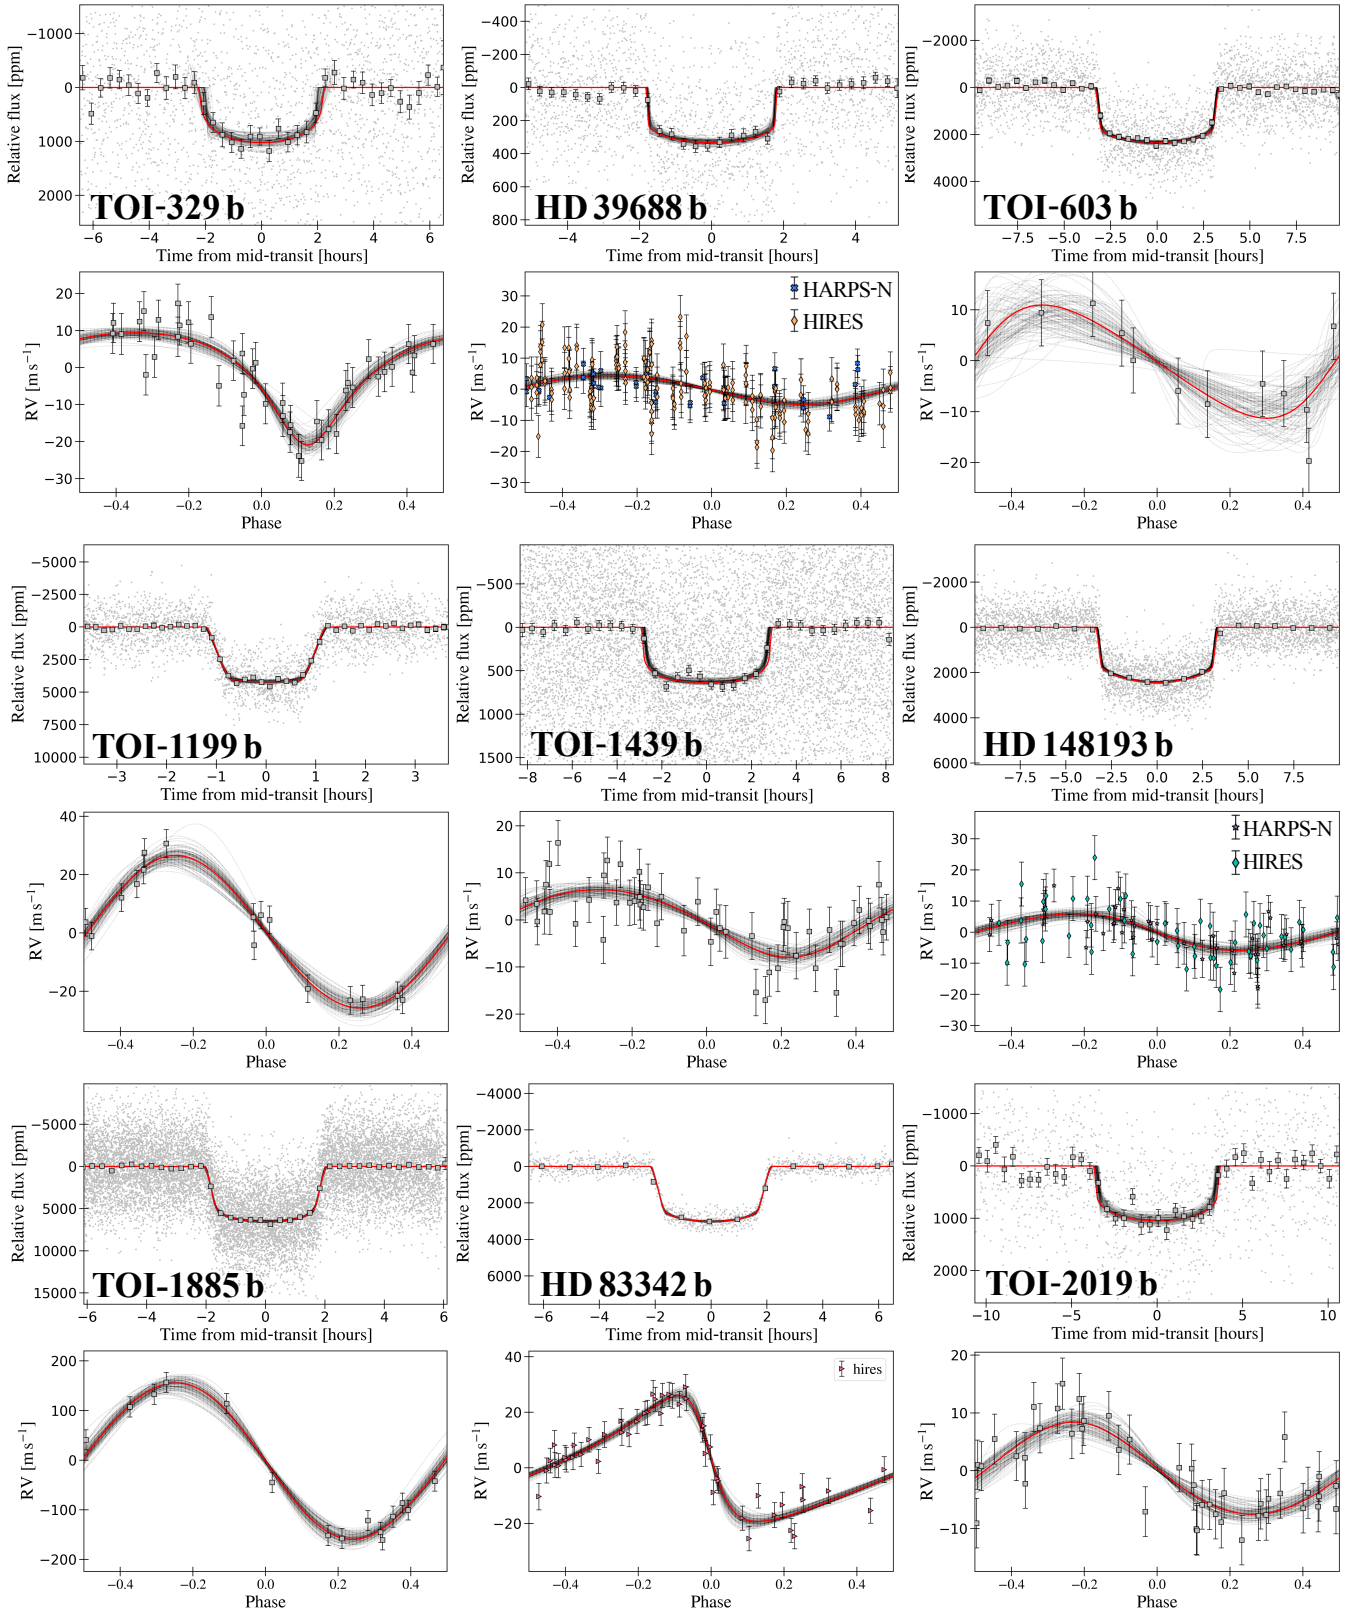 Relative flux [ppm]
−1000
0
1000
2000
TOI-329 b
−6 −4 −2 0 2 4 6
Time from mid-transit [hours]
Relative flux [ppm]
−400
−200
0
200
400
600
800
HD 39688 b
−4 −2 0 2 4
Time from mid-transit [hours]
Relative flux [ppm]
−2000
0
2000
4000
TOI-603 b
−7.5 −5.0 −2.5 0.0 2.5 5.0 7.5
Time from mid-transit [hours]
RV [m s−1]
20
10
0
−10
−20
−30
−0.4 −0.2 0.0 0.2 0.4
Phase
RV [m s−1]
30
20
10
0
−10
−20
−30
HARPS-N
HIRES
−0.4 −0.2 0.0 0.2 0.4
Phase
RV [m s−1]
10
0
−10
−20
−0.4 −0.2 0.0 0.2 0.4
Phase
Relative flux [ppm]
−5000
−2500
0
2500
5000
7500
10000
TOI-1199 b
−3 −2 −1 0 1 2 3
Time from mid-transit [hours]
Relative flux [ppm]
−500
0
500
1000
1500
TOI-1439 b
−8 −6 −4 −2 0 2 4 6 8
Time from mid-transit [hours]
Relative flux [ppm]
−2000
0
2000
4000
6000
HD 148193 b
−7.5 −5.0 −2.5 0.0 2.5 5.0 7.5
Time from mid-transit [hours]
RV [m s−1]
40
20
0
−20
−0.4 −0.2 0.0 0.2 0.4
Phase
RV [m s−1]
20
10
0
−10
−20
−0.4 −0.2 0.0 0.2 0.4
Phase
RV [m s−1]
30
20
10
0
−10
−20
−30
HARPS-N
HIRES
−0.4 −0.2 0.0 0.2 0.4
Phase
Relative flux [ppm]
−5000
0
5000
10000
15000
TOI-1885 b
−6 −4 −2 0 2 4 6
Time from mid-transit [hours]
Relative flux [ppm]
−4000
−2000
0
2000
4000
6000
HD 83342 b
−6 −4 −2 0 2 4 6
Time from mid-transit [hours]
Relative flux [ppm]
−1000
0
1000
2000
TOI-2019 b
−10 −5 0 5 10
Time from mid-transit [hours]
RV [m s−1]
200
100
0
−100
−200
−0.4 −0.2 0.0 0.2 0.4
Phase
RV [m s−1]
40
20
0
−20
hires
−0.4 −0.2 0.0 0.2 0.4
Phase
RV [m s−1]
20
10
0
−10
−0.4 −0.2 0.0 0.2 0.4
Phase